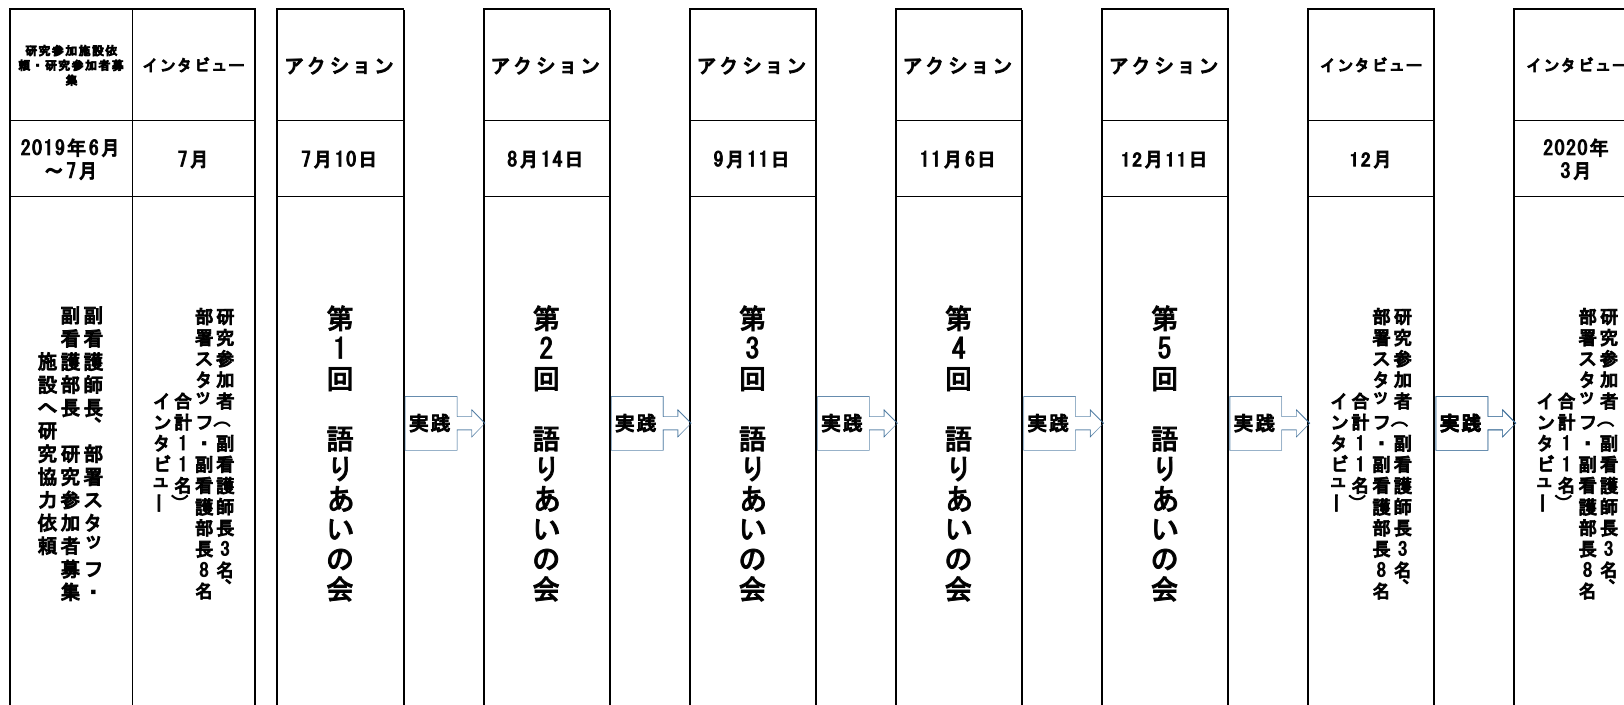 研究参加施設依
頼・研究参加者募
集
2019年6月
～7月
副看護師長、部署スタッフ・
副看護部長 研究参加者募集
施設へ研究協力依頼
インタビュー
7月
研究参加者（副看護師長3名、
部署スタッフ・副看護部長8名
合計11名）
インタビュー
アクション
7月10日
第1回 語りあいの会
実践
アクション
8月14日
第2回 語りあいの会
実践
アクション
9月11日
第3回 語りあいの会
実践
アクション
11月6日
第4回 語りあいの会
実践
アクション
12月11日
第5回 語りあいの会
実践
インタビュー
12月
研究参加者（副看護師長3名、
部署スタッフ・副看護部長8名
合計11名）
インタビュー
実践
インタビュー
2020年
3月
研究参加者（副看護師長3名、
部署スタッフ・副看護部長8名
合計11名）
インタビュー